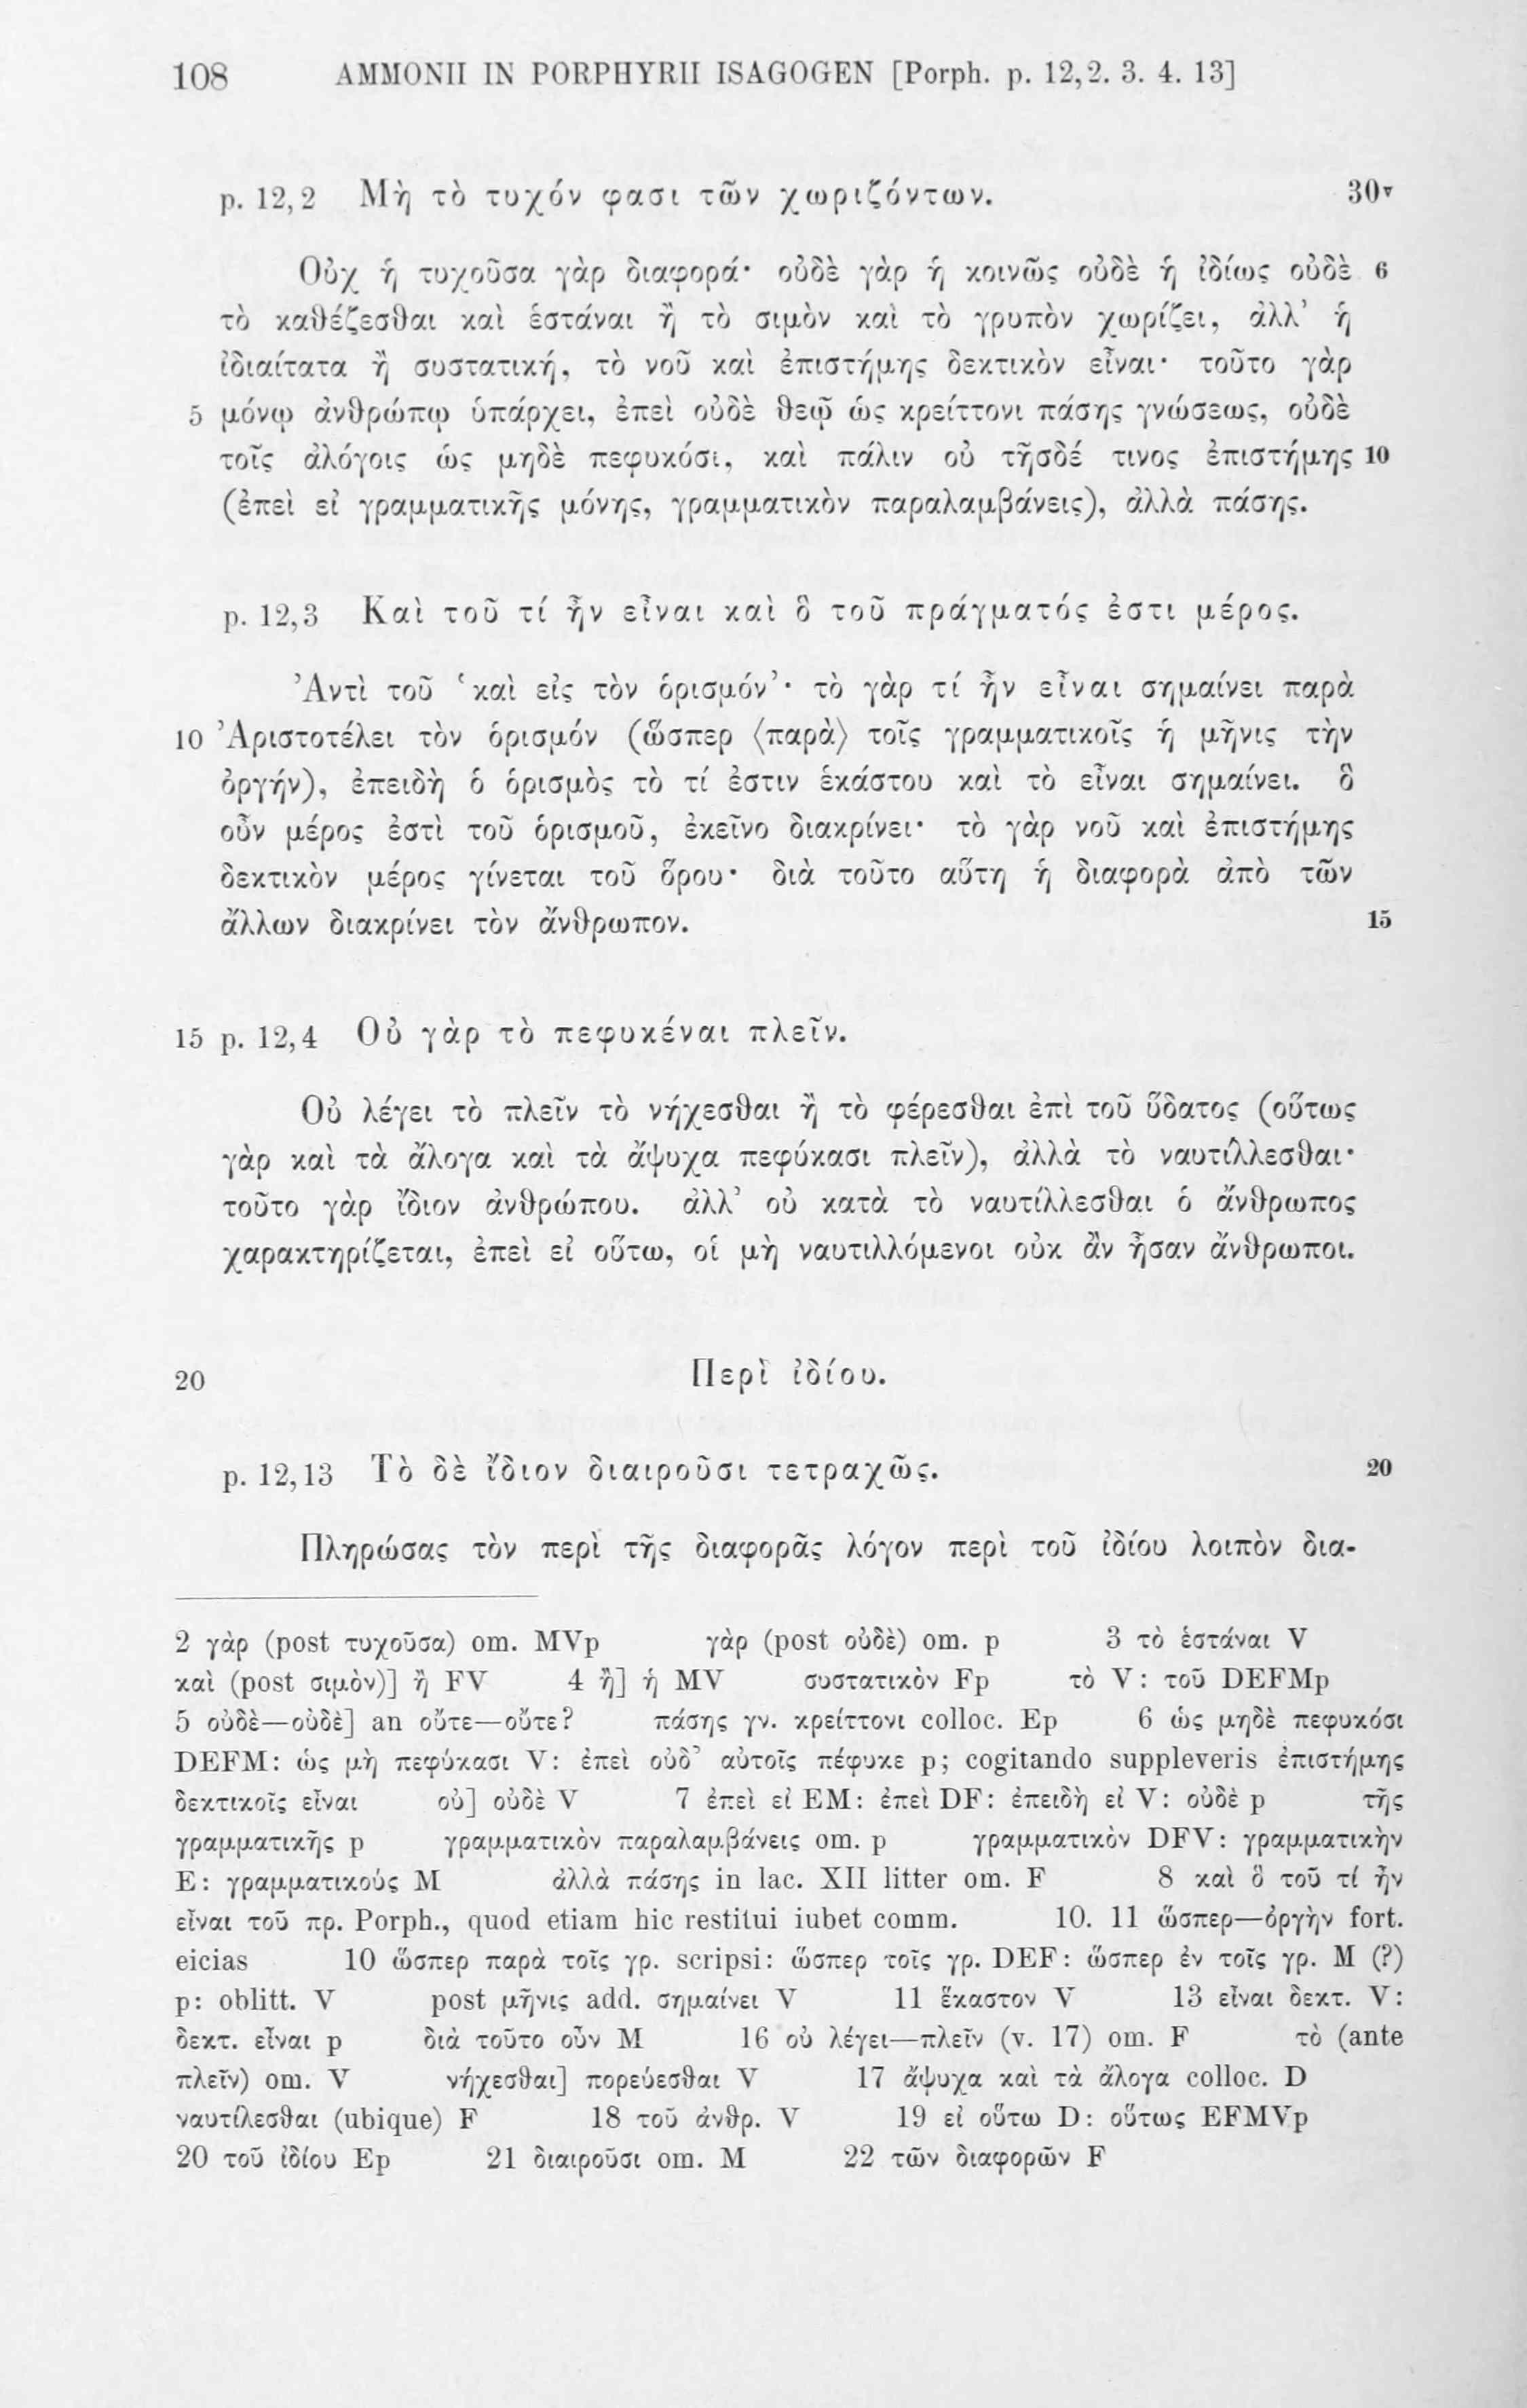 108 AMMONII IN PORPHYRII ISAGOGEN [Porph. p. 12,2. 3. 4. 13]
p. 12,2 Μὴ τὸ τυχόν φασι τῶν χωριζόντων. 30v
Οὐχ ἡ τυχοῦσα γὰρ διαφορά· οὐδὲ γὰρ ἡ κοινῶς οὐδὲ ἡ ἰδίως οὐδὲ 6
τὸ καθέζεσθαι καὶ ἑστάναι ἢ τὸ σιμὸν καὶ τὸ γρυπὸν χωρίζει, ἀλλ’ ἡ
ἰδιαίτατα ἢ συστατική, τὸ νοῦ καὶ ἐπιστήμης δεκτικὸν εἶναι· τοῦτο γὰρ
5 μόνῳ ἀνθρώπῳ ὑπάρχει, ἐπεὶ οὐδὲ θεῷ ὡς κρείττονι πάσης γνώσεως, οὐδὲ
τοῖς ἀλόγοις ὡς μηδὲ πεφυκόσι, καὶ πάλιν οὐ τῆσδέ τινος ἐπιστήμης 10
(ἐπεὶ εἰ γραμματικῆς μόνης, γραμματικὸν παραλαμβάνεις), ἀλλὰ πάσης.
p. 12,3 Καὶ τοῦ τί ἦν εἶναι καὶ ὃ τοῦ πράγματός ἐστι μέρος.
Ἀντὶ τοῦ ‘καὶ εἰς τὸν ὁρισμόν’· τὸ γὰρ τί ἦν εἶναι σημαίνει παρὰ
10 Ἀριστοτέλει τὸν ὁρισμόν (ὥσπερ ⟨παρὰ⟩ τοῖς γραμματικοῖς ἡ μῆνις τὴν
ὀργήν), ἐπειδὴ ὁ ὁρισμὸς τὸ τί ἐστιν ἑκάστου καὶ τὸ εἶναι σημαίνει. ὃ
οὖν μέρος ἐστὶ τοῦ ὁρισμοῦ, ἐκεῖνο διακρίνει· τὸ γὰρ νοῦ καὶ ἐπιστήμης
δεκτικὸν μέρος γίνεται τοῦ ὅρου· διὰ τοῦτο αὕτη ἡ διαφορὰ ἀπὸ τῶν
ἄλλων διακρίνει τὸν ἄνθρωπον. 15
15 p. 12,4 Οὐ γὰρ τὸ πεφυκέναι πλεῖν.
Οὐ λέγει τὸ πλεῖν τὸ νήχεσθαι ἢ τὸ φέρεσθαι ἐπὶ τοῦ ὕδατος (οὕτως
γὰρ καὶ τὰ ἄλογα καὶ τὰ ἄψυχα πεφύκασι πλεῖν), ἀλλὰ τὸ ναυτίλλεσθαι·
τοῦτο γὰρ ἴδιον ἀνθρώπου. ἀλλ’ οὐ κατὰ τὸ ναυτίλλεσθαι ὁ ἄνθρωπος
χαρακτηρίζεται, ἐπεὶ εἰ οὕτω, οἱ μὴ ναυτιλλόμενοι οὐκ ἂν ἦσαν ἄνθρωποι.
20 Περὶ ἰδίου.
p. 12,13 Τὸ δὲ ἴδιον διαιροῦσι τετραχῶς. 20
Πληρώσας τὸν περὶ τῆς διαφορᾶς λόγον περὶ τοῦ ἰδίου λοιπὸν δια-
2 γὰρ (post τυχοῦσα) om. MVp γὰρ (post οὐδὲ) om. p 3 τὸ ἑστάναι V
καὶ (post σιμὸν)] ἢ FV 4 ἢ] ἡ MV συστατικὸν Fp τὸ V: τοῦ DEFMp
5 οὐδὲ—οὐδὲ] an οὔτε—οὔτε? πάσης γν. κρείττονι colloc. Ep 6 ὡς μηδὲ πεφυκόσι
DEFM: ὡς μὴ πεφύκασι V: ἐπεὶ οὐδ’ αὐτοῖς πέφυκε p; cogitando suppleveris ἐπιστήμης
δεκτικοῖς εἶναι οὐ] οὐδὲ V 7 ἐπεὶ εἰ EM: ἐπεὶ DF: ἐπειδὴ εἰ V: οὐδὲ p τῆς
γραμματικῆς p γραμματικὸν παραλαμβάνεις om. p γραμματικὸν DFV: γραμματικὴν
E: γραμματικούς M ἀλλὰ πάσης in lac. XII litter om. F 8 καὶ ὃ τοῦ τί ἦν
εἶναι τοῦ πρ. Porph., quod etiam hic restitui iubet comm. 10. 11 ὥσπερ—ὀργὴν fort.
eicias 10 ὥσπερ παρὰ τοῖς γρ. scripsi: ὥσπερ τοῖς γρ. DEF: ὥσπερ ἐν τοῖς γρ. M (?)
p: oblitt. V post μῆνις add. σημαίνει V 11 ἕκαστον V 13 εἶναι δεκτ. V:
δεκτ. εἶναι p διὰ τοῦτο οὖν M 16 οὐ λέγει—πλεῖν (v. 17) om. F τὸ (ante
πλεῖν) om. V νήχεσθαι] πορεύεσθαι V 17 ἄψυχα καὶ τὰ ἄλογα colloc. D
ναυτίλεσθαι (ubique) F 18 τοῦ ἀνθρ. V 19 εἰ οὕτω D: οὕτως EFMVp
20 τοῦ ἰδίου Ep 21 διαιροῦσι om. M 22 τῶν διαφορῶν F